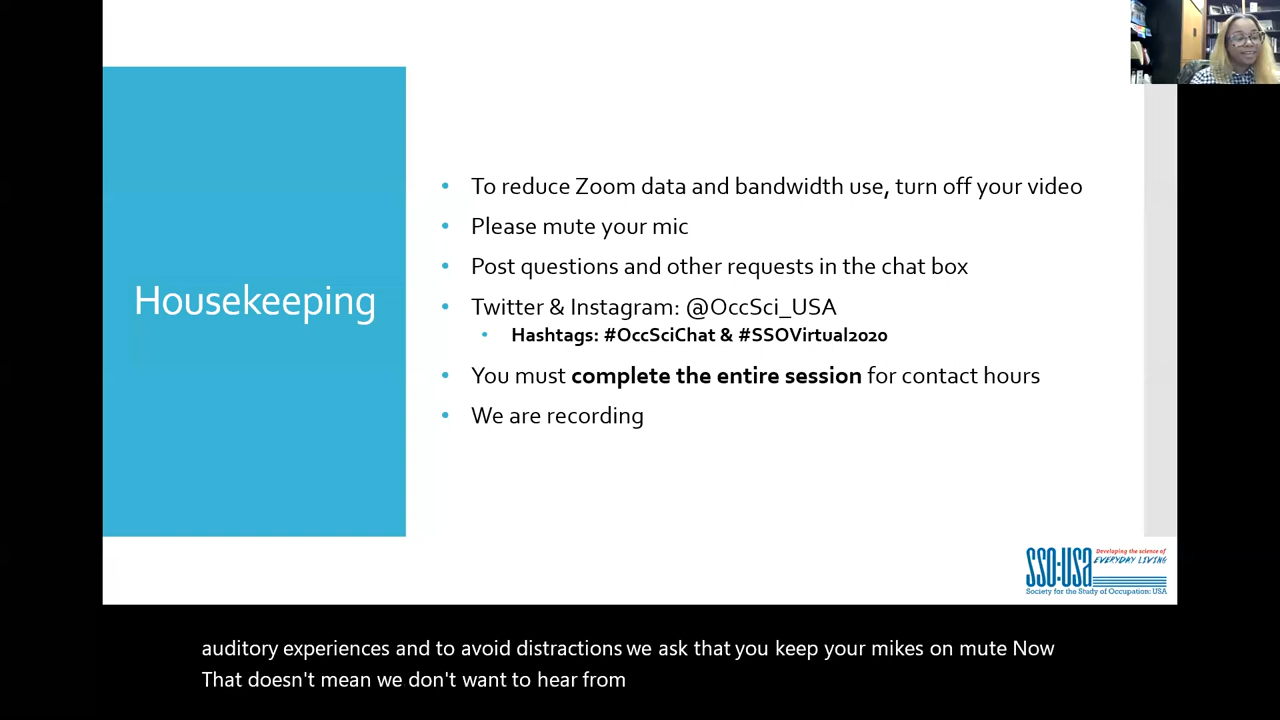 Housekeeping
To reduce Zoom data and bandwidth use, turn off your video
Please mute your mic
Post questions and other requests in the chat box
Twitter & Instagram: @OccSci_USA
Hashtags: #OccSciChat & #SSOVirtual2020
You must complete the entire session for contact hours
We are recording
SSO:USA
Developing the science of
EVERYDAY LIVING
Society for the Study of Occupation: USA
auditory experiences and to avoid distractions we ask that you keep your mikes on mute Now
That doesn't mean we don't want to hear from